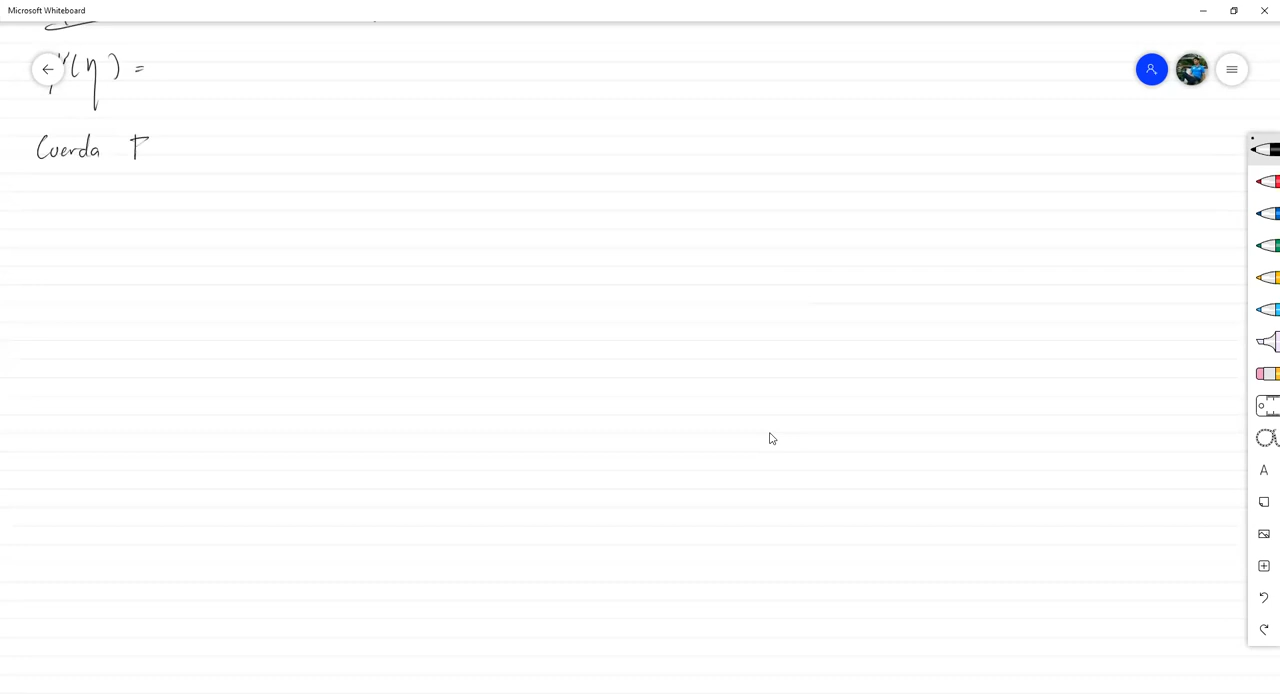 Microsoft Whiteboard
(η) =
Cuerda
A